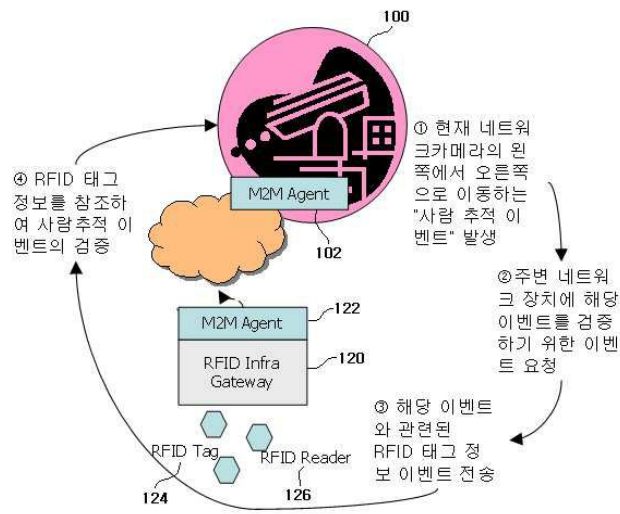 100
① 현재 네트워
크카메라의 왼
쪽에서 오른쪽
으로 이동하는
"사람 추적 이
벤트" 발생
④ RFID 태그
정보를 참조하
여 사람추적 이
벤트의 검증
M2M Agent
102
②주변 네트워
크 장치에 해당
이벤트를 검증
하기 위한 이벤
트 요청
M2M Agent
122
RFID Infra
Gateway
120
③ 해당 이벤트
와 관련된
RFID 태그 정
보 이벤트 전송
RFID Tag
RFID Reader
124
126